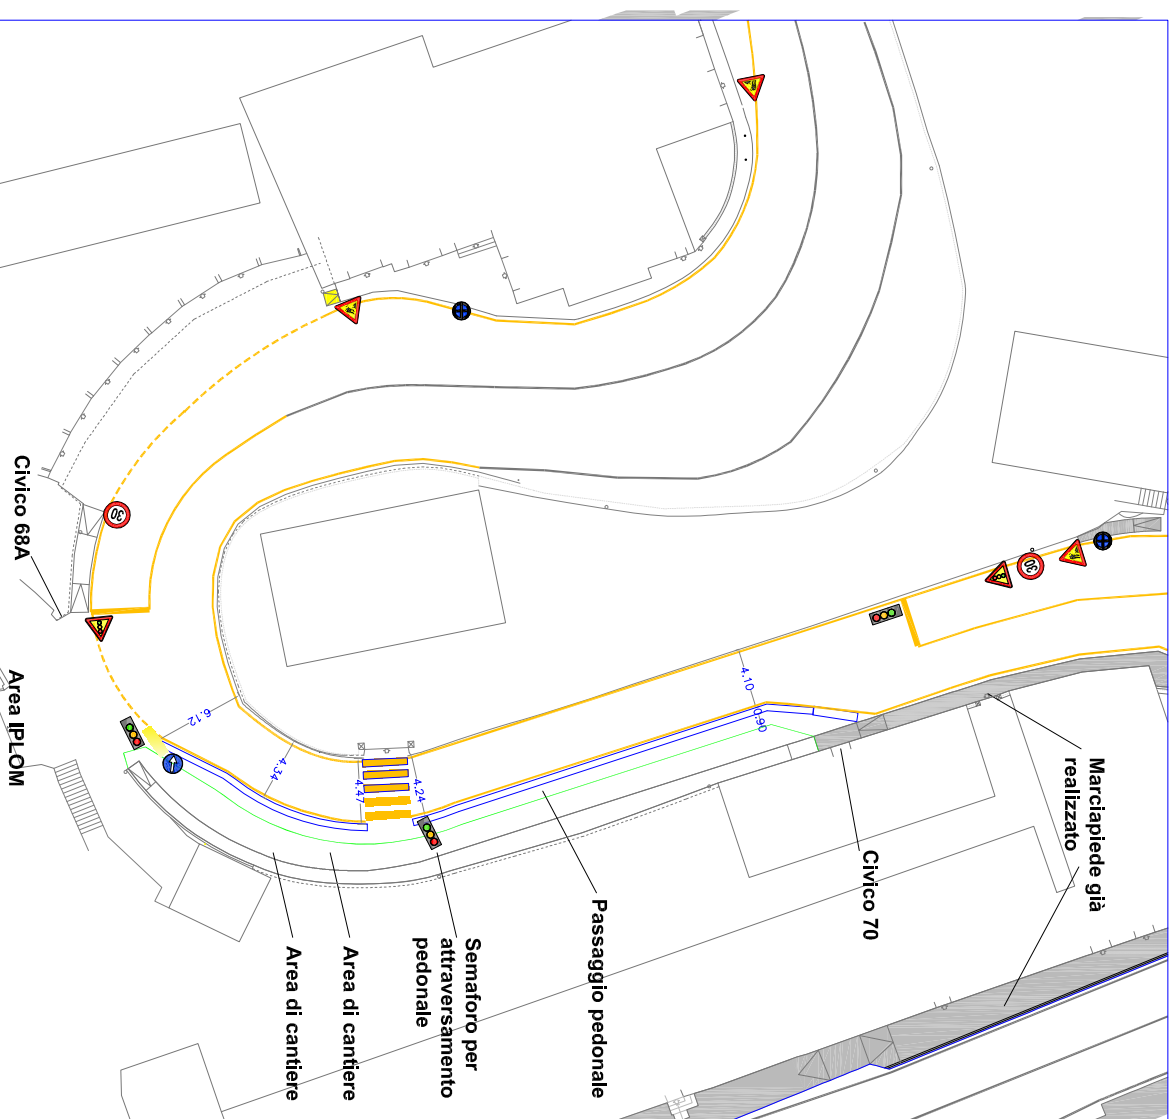 Civico 68A
Area IPLOM
Area di cantiere
Area di cantiere
Semaforo per
attraversamento
pedonale
Passaggio pedonale
Civico 70
Marciapiede già
realizzato
6.12
4.34
4.47
4.24
4.10
0.90
30
30